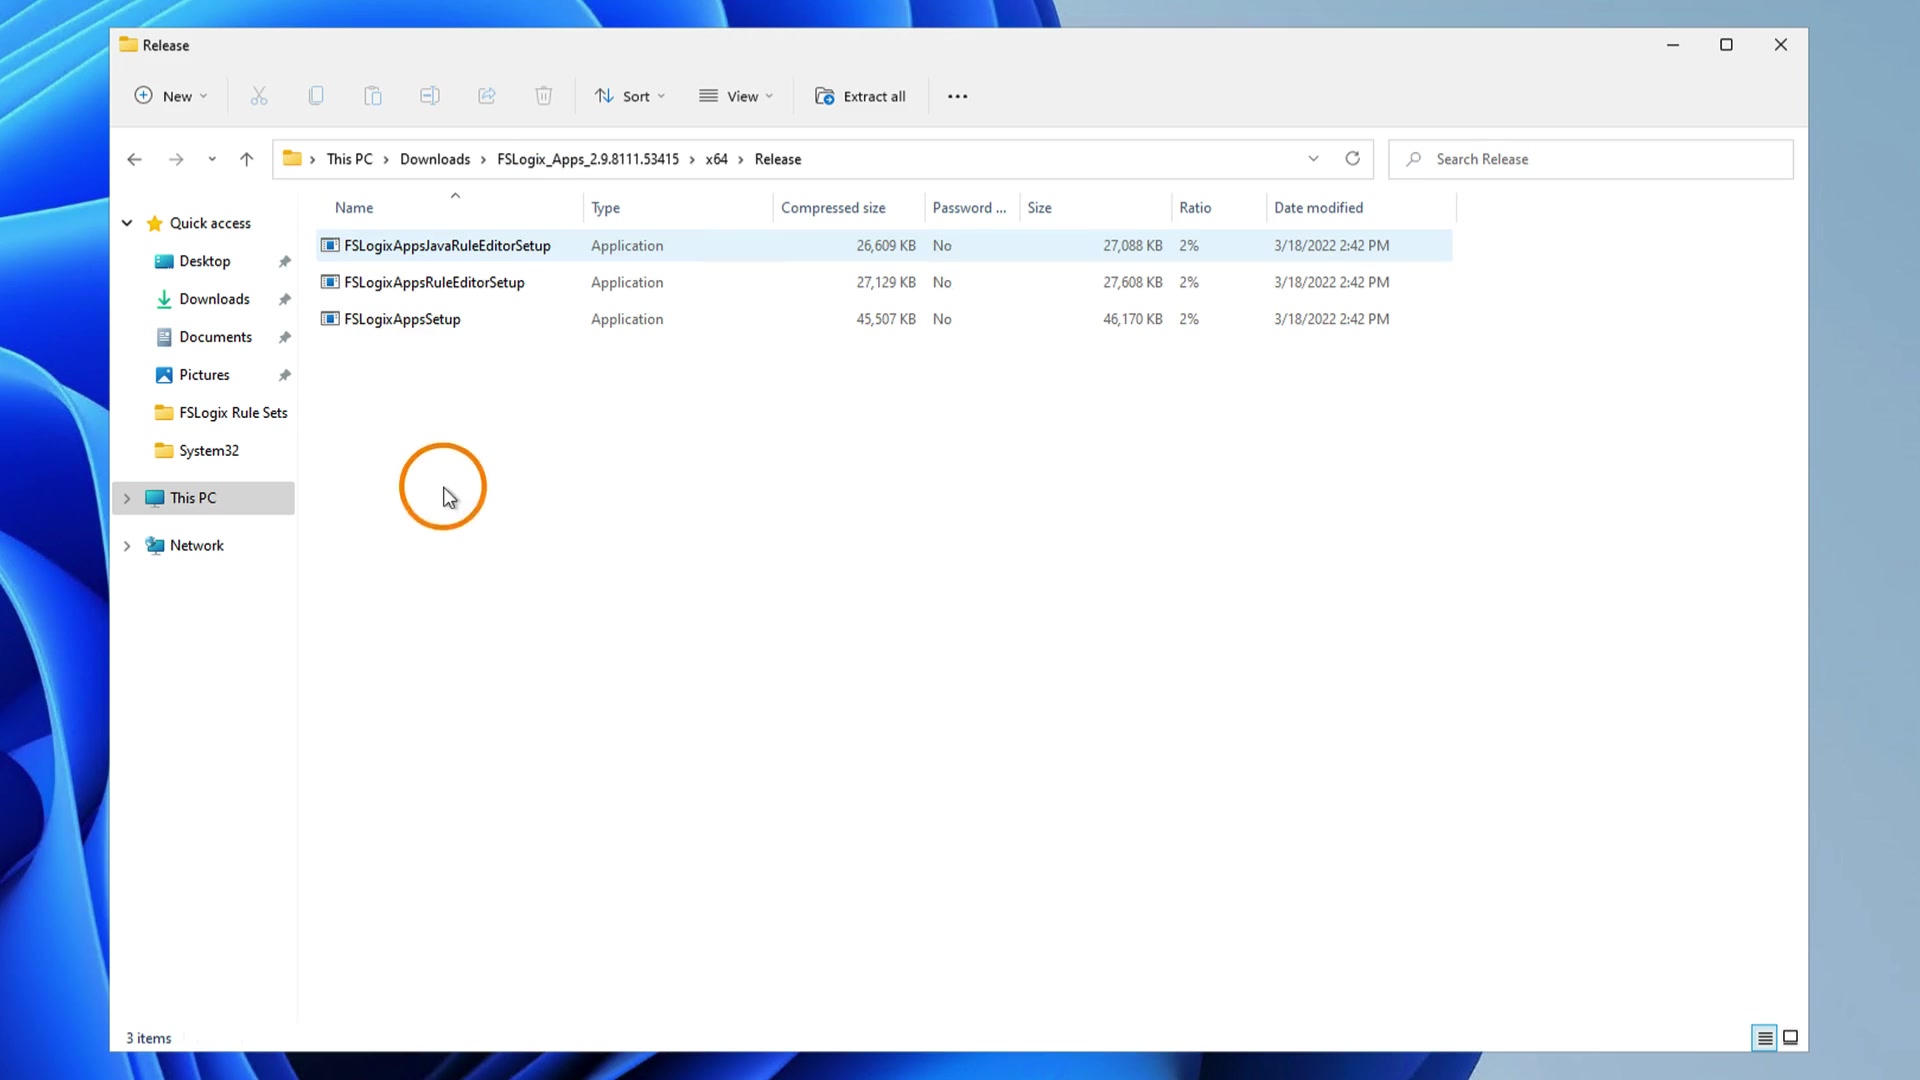 Release
New
Sort
View
Extract all
This PC
Downloads
FSLogix_Apps_2.9.8111.53415
x64
Release
Search Release
Name Type Compressed size Password ... Size Ratio Date modified
FSLogixAppsJavaRuleEditorSetup Application 26,609 KB No 27,088 KB 2% 3/18/2022 2:42 PM
FSLogixAppsRuleEditorSetup Application 27,129 KB No 27,608 KB 2% 3/18/2022 2:42 PM
FSLogixAppsSetup Application 45,507 KB No 46,170 KB 2% 3/18/2022 2:42 PM
Quick access
Desktop
Downloads
Documents
Pictures
FSLogix Rule Sets
System32
This PC
Network
3 items